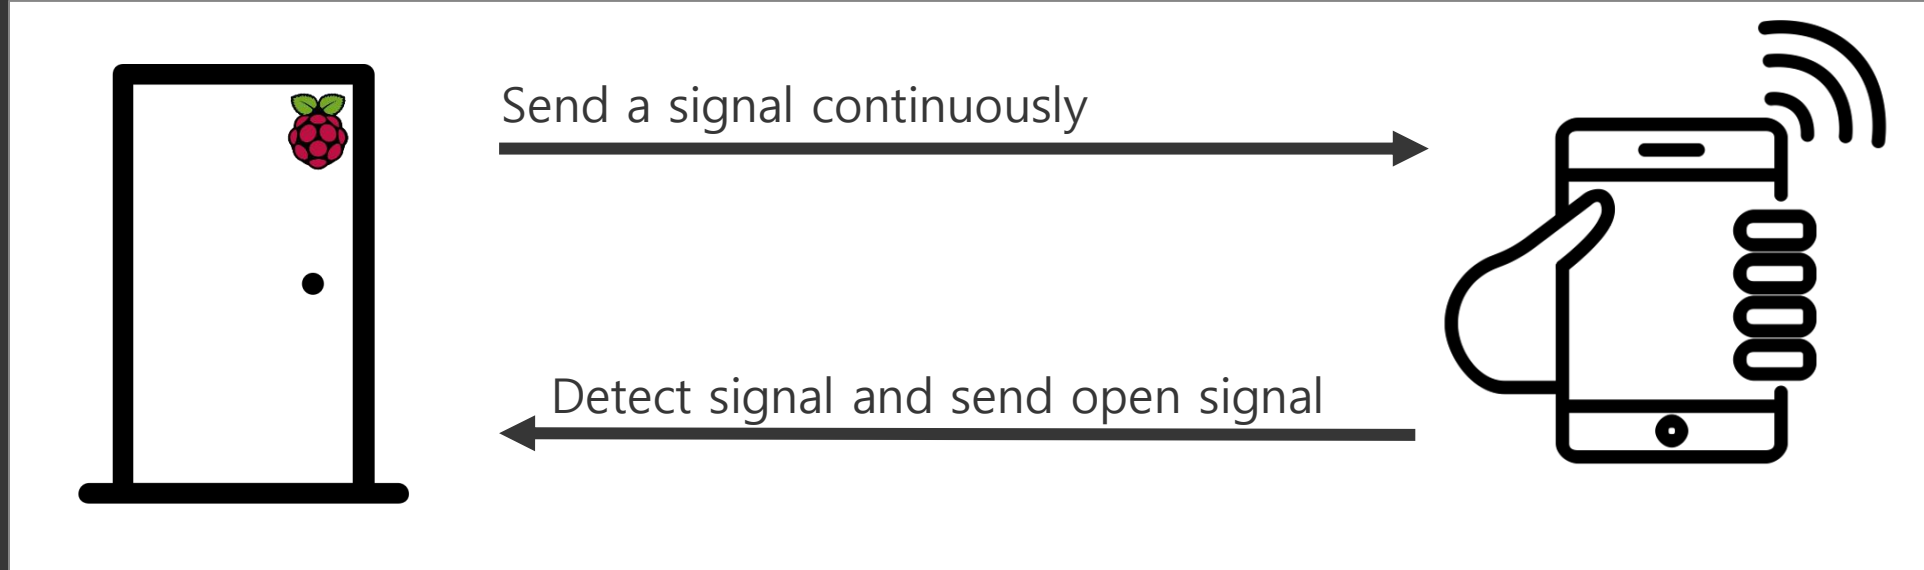 Send a signal continuously
Detect signal and send open signal